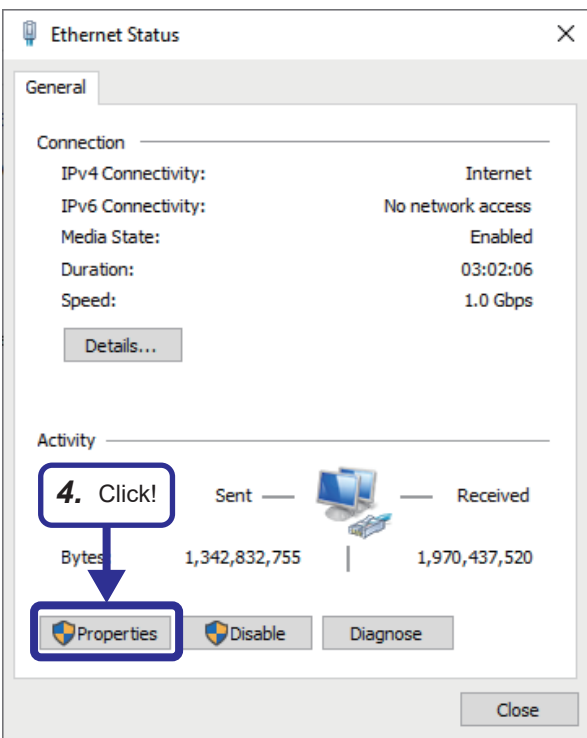 Ethernet Status
General
Connection
IPv4 Connectivity: Internet
IPv6 Connectivity: No network access
Media State: Enabled
Duration: 03:02:06
Speed: 1.0 Gbps
Details...
Activity
4. Click!
Sent Received
Bytes 1,342,832,755 1,970,437,520
Properties Disable Diagnose
Close